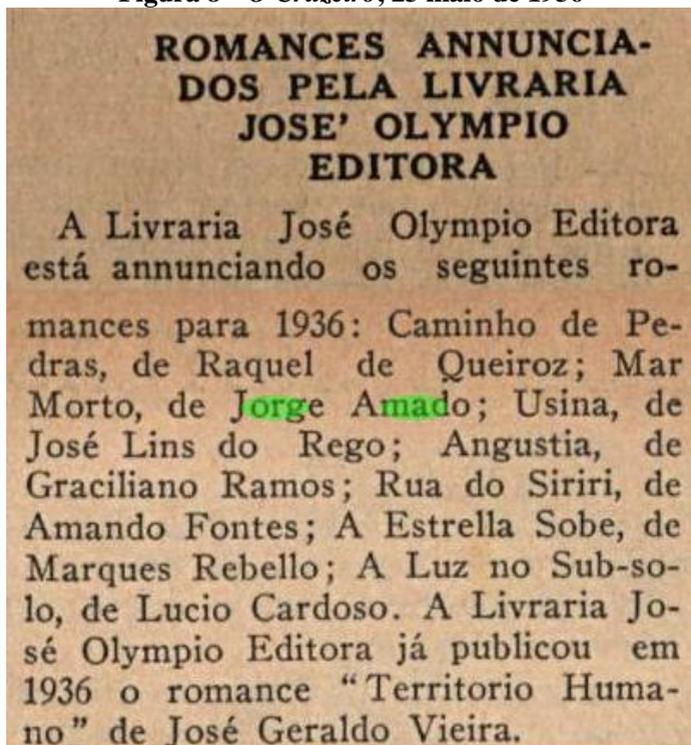 ROMANCES ANNUNCIA-
DOS PELA LIVRARIA
JOSE' OLYMPIO
EDITORA
A Livraria José Olympio Editora
está annunciando os seguintes ro-
mances para 1936: Caminho de Pe-
dras, de Raquel de Queiroz; Mar
Morto, de Jorge Amado; Usina, de
José Lins do Rego; Angustia, de
Graciliano Ramos; Rua do Siriri, de
Amando Fontes; A Estrella Sobe, de
Marques Rebello; A Luz no Sub-so-
lo, de Lucio Cardoso. A Livraria Jo-
sé Olympio Editora já publicou em
1936 o romance "Territorio Huma-
no" de José Geraldo Vieira.